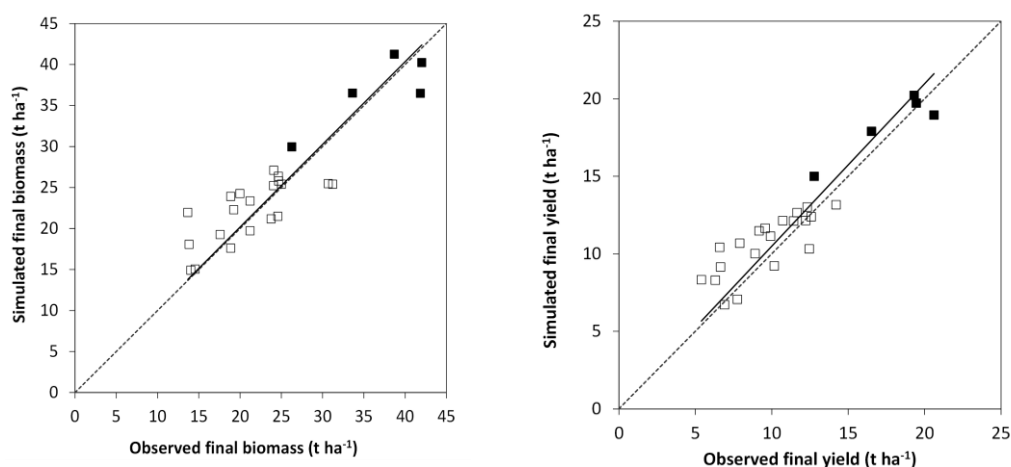 45
40
35
30
25
20
15
10
5
0
Simulated final biomass (t ha⁻¹)
0 5 10 15 20 25 30 35 40 45
Observed final biomass (t ha⁻¹)
25
20
15
10
5
0
Simulated final yield (t ha⁻¹)
0 5 10 15 20 25
Observed final yield (t ha⁻¹)